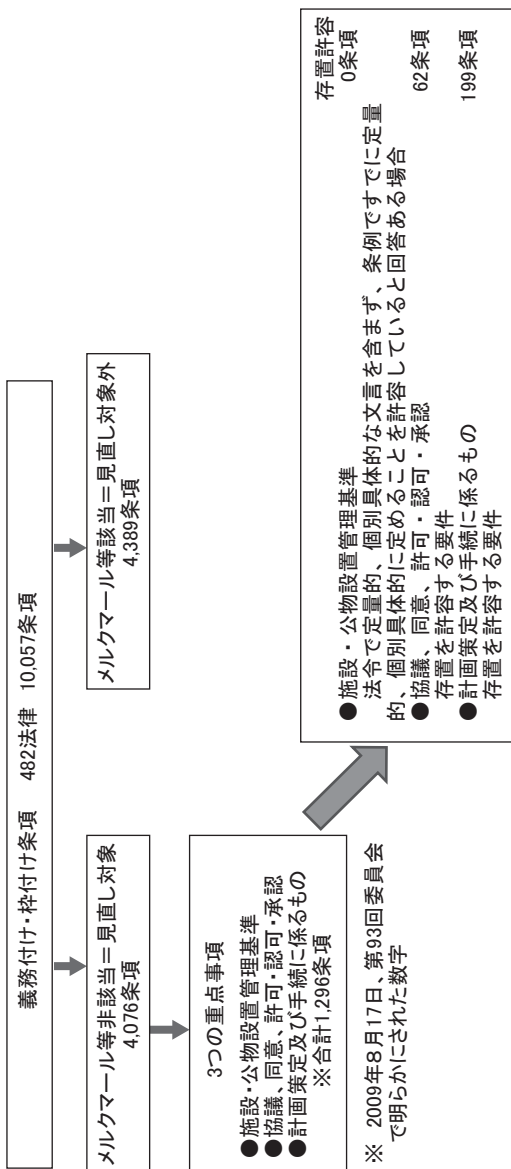 義務付け・枠付け条項　482法律　10,057条項
メルクマール等非該当＝見直し対象
4,076条項
メルクマール等該当＝見直し対象外
4,389条項
3つの重点事項
●施設・公物設置管理基準
●協議、同意、許可・認可・承認
●計画策定及び手続に係るもの
※合計1,296条項
※ 2009年8月17日、第93回委員会
で明らかにされた数字
存置許容
●施設・公物設置管理基準　0条項
法令で定量的、個別具体的な文言を含まず、条例ですでに定量
的、個別具体的に定めることを許容していると回答ある場合
●協議、同意、許可・認可・承認　62条項
存置を許容する要件
●計画策定及び手続に係るもの　199条項
存置を許容する要件